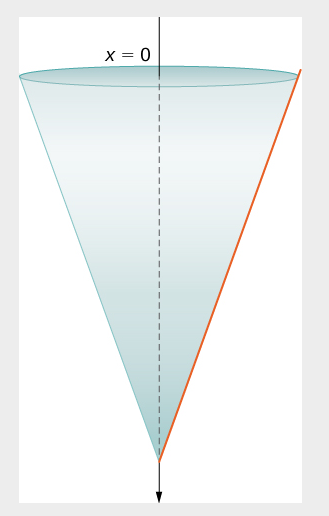 x = 0